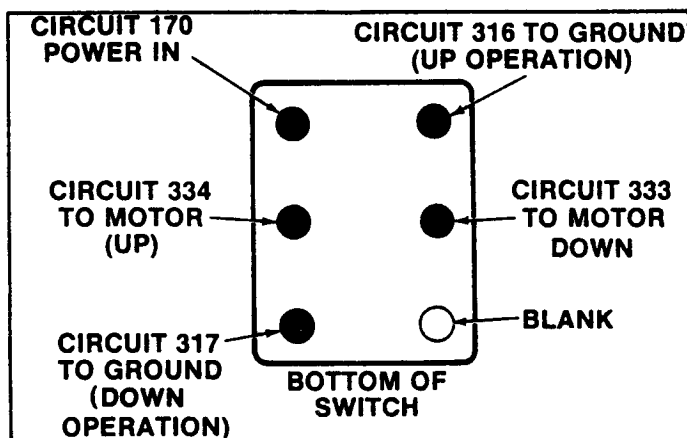 CIRCUIT 170
POWER IN
CIRCUIT 316 TO GROUND
(UP OPERATION)
CIRCUIT 334
TO MOTOR
(UP)
CIRCUIT 333
TO MOTOR
DOWN
CIRCUIT 317
TO GROUND
(DOWN
OPERATION)
BLANK
BOTTOM OF
SWITCH